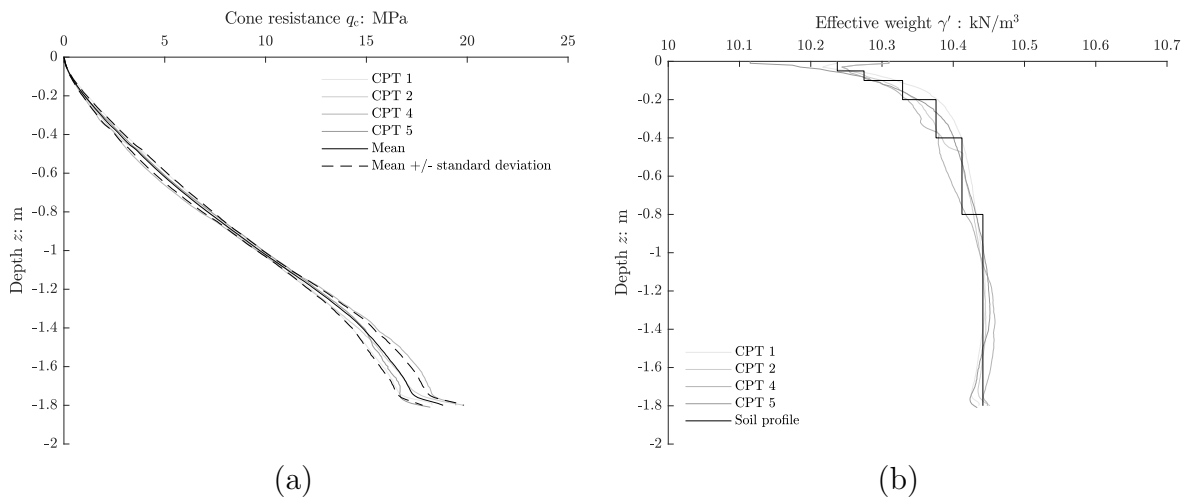 Cone resistance qc: MPa
0 5 10 15 20 25
0
-0.2
-0.4
-0.6
-0.8
-1
-1.2
-1.4
-1.6
-1.8
-2
Depth z: m
CPT 1
CPT 2
CPT 4
CPT 5
Mean
Mean +/- standard deviation
(a)
Effective weight γ′ : kN/m³
10 10.1 10.2 10.3 10.4 10.5 10.6 10.7
0
-0.2
-0.4
-0.6
-0.8
-1
-1.2
-1.4
-1.6
-1.8
-2
Depth z: m
CPT 1
CPT 2
CPT 4
CPT 5
Soil profile
(b)